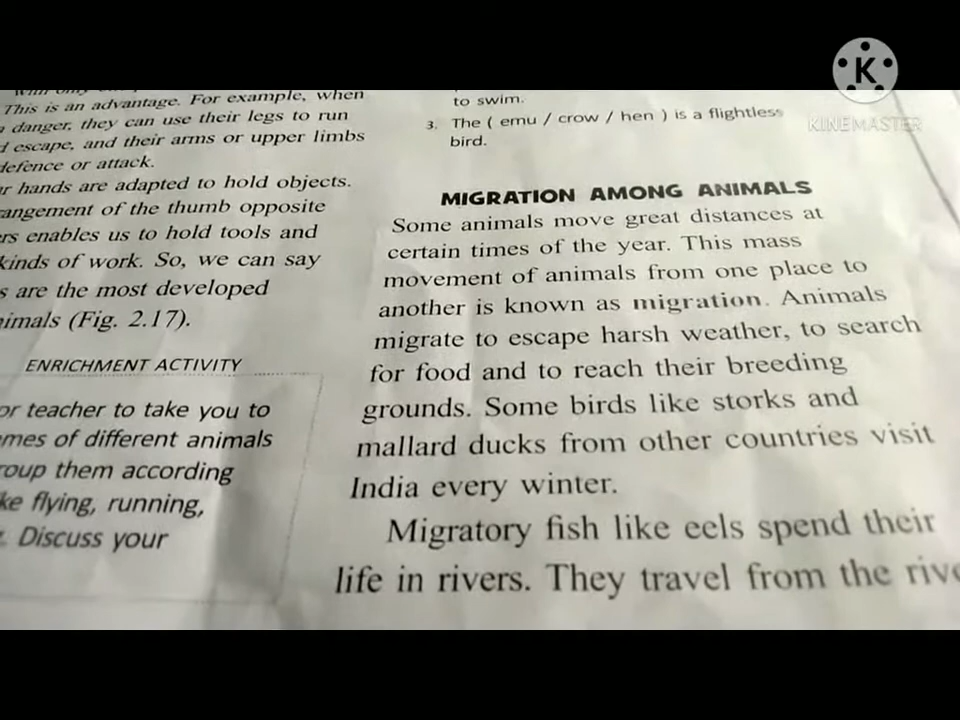 This is an advantage. For example, when
danger, they can use their legs to run
escape, and their arms or upper limbs
defence or attack.
hands are adapted to hold objects.
of the thumb opposite
enables us to hold tools and
kinds of work. So, we can say
are the most developed
(Fig. 2.17).
ENRICHMENT ACTIVITY
or teacher to take you to
of different animals
them according
flying, running,
Discuss your
to swim.
3. The ( emu / crow / hen ) is a flightless
bird.
MIGRATION AMONG ANIMALS
Some animals move great distances at
certain times of the year. This mass
movement of animals from one place to
another is known as migration. Animals
migrate to escape harsh weather, to search
for food and to reach their breeding
grounds. Some birds like storks and
mallard ducks from other countries visit
India every winter.
Migratory fish like eels spend their
life in rivers. They travel from the
K
KINEMASTER